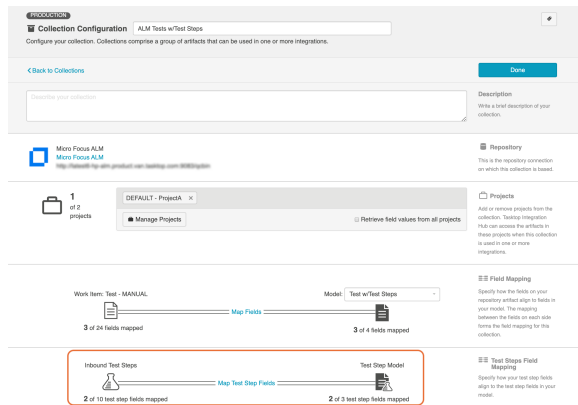 PRODUCTION
Collection Configuration
ALM Tests w/Test Steps
Configure your collection. Collections comprise a group of artifacts that can be used in one or more integrations.
Back to Collections
Done
Describe your collection
Description
Write a brief description of your
collection.
Micro Focus ALM
Micro Focus ALM
Repository
This is the repository connection
on which this collection is based.
1
of 2
projects
DEFAULT - ProjectA ×
Manage Projects
Retrieve field values from all projects
Projects
Add or remove projects from the
collection. Tasktop Integration
Hub can access the artifacts in
these projects when this collection
is used in one or more
integrations.
Work Item: Test - MANUAL
Model: Test w/Test Steps
Map Fields
3 of 24 fields mapped
3 of 4 fields mapped
Field Mapping
Specify how the fields on your
repository artifact align to fields in
your model. The mapping
between the fields on each side
forms the field mapping for this
collection.
Inbound Test Steps
Test Step Model
Map Test Step Fields
2 of 10 test step fields mapped
2 of 3 test step fields mapped
Test Steps Field
Mapping
Specify how your test step fields
align to the test step fields in your
model.